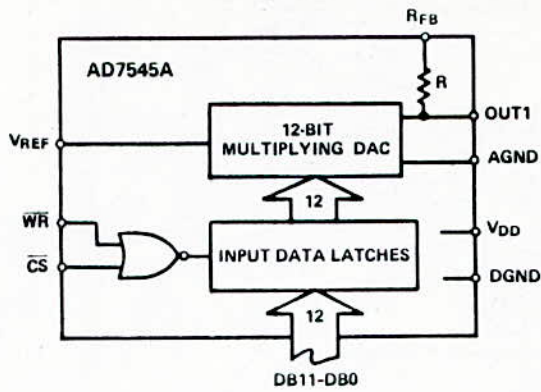 RFB
AD7545A
R
12-BIT
MULTIPLYING DAC
OUT1
VREF
AGND
12
WR
VDD
INPUT DATA LATCHES
CS
DGND
12
DB11-DB0